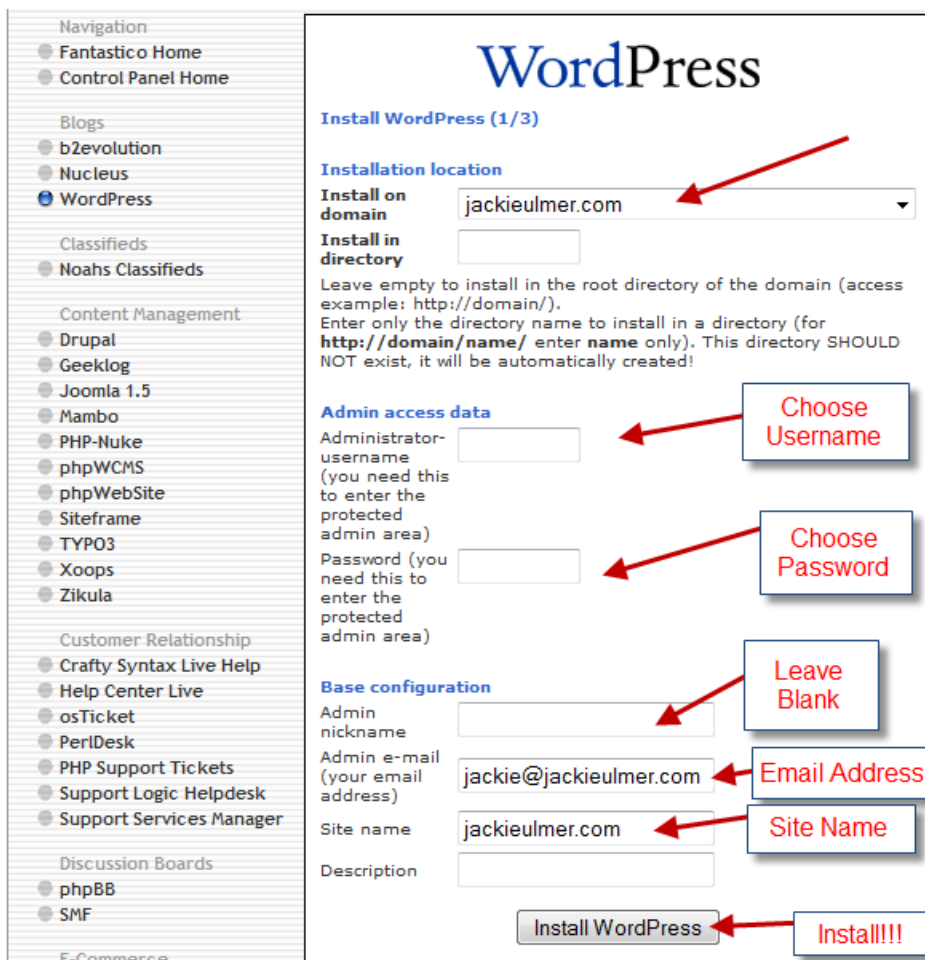 Navigation
Fantastico Home
Control Panel Home
Blogs
b2evolution
Nucleus
WordPress
Classifieds
Noahs Classifieds
Content Management
Drupal
Geeklog
Joomla 1.5
Mambo
PHP-Nuke
phpWCMS
phpWebSite
Siteframe
TYPO3
Xoops
Zikula
Customer Relationship
Crafty Syntax Live Help
Help Center Live
osTicket
PerlDesk
PHP Support Tickets
Support Logic Helpdesk
Support Services Manager
Discussion Boards
phpBB
SMF
E-Commerce
WordPress
Install WordPress (1/3)
Installation location
Install on
domain
jackieulmer.com
Install in
directory
Leave empty to install in the root directory of the domain (access
example: http://domain/).
Enter only the directory name to install in a directory (for
http://domain/name/ enter name only). This directory SHOULD
NOT exist, it will be automatically created!
Admin access data
Administrator-
username
(you need this
to enter the
protected
admin area)
Choose
Username
Password (you
need this to
enter the
protected
admin area)
Choose
Password
Base configuration
Admin
nickname
Leave
Blank
Admin e-mail
(your email
address)
jackie@jackieulmer.com
Email Address
Site name
jackieulmer.com
Site Name
Description
Install WordPress
Install!!!